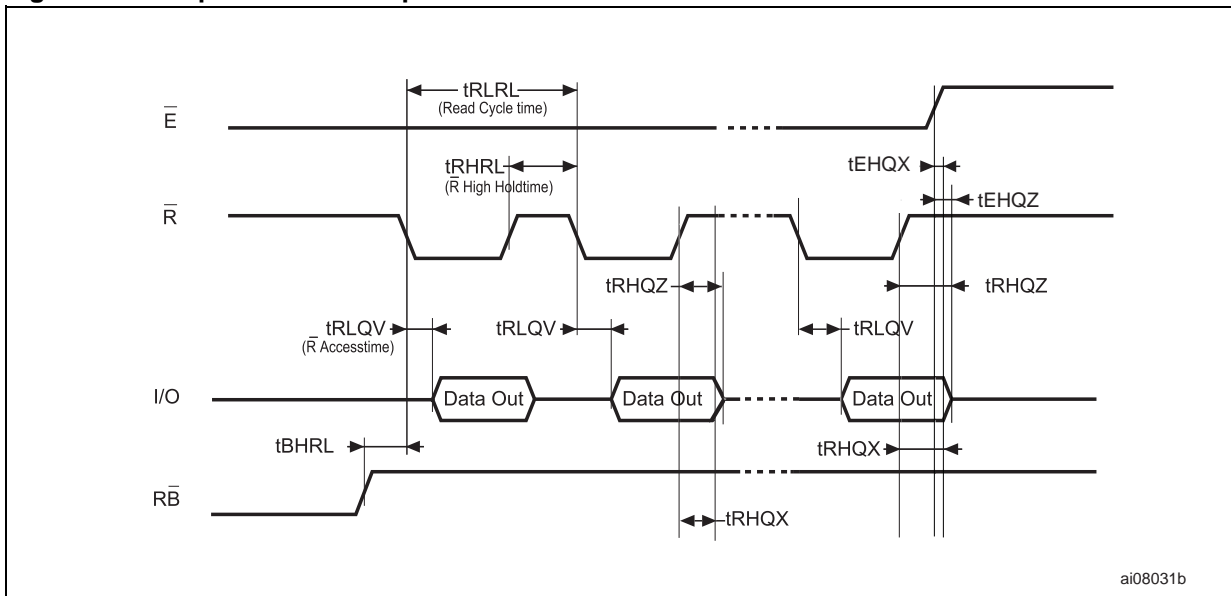 tRLRL
(Read Cycle time)
E̅
tRHRL
(R̅ High Holdtime)
tEHQX
tEHQZ
R̅
tRHQZ
tRHQZ
tRLQV
(R̅ Accesstime)
tRLQV
tRLQV
I/O
Data Out
Data Out
Data Out
tBHRL
tRHQX
RB̅
tRHQX
ai08031b